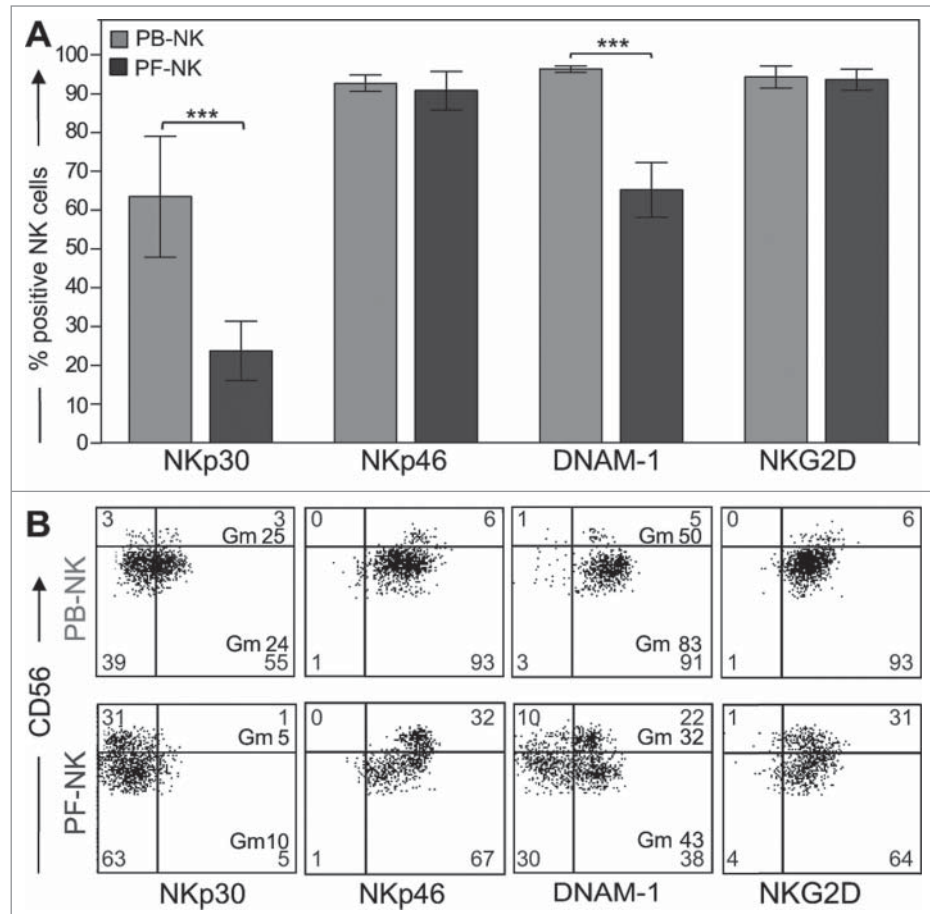 A
PB-NK
PF-NK
***
***
% positive NK cells
100
90
80
70
60
50
40
30
20
10
0
NKp30 NKp46 DNAM-1 NKG2D
B
CD56
PB-NK
3 3
Gm 25
Gm 24
39 55
0 6
1 93
1 5
Gm 50
Gm 83
3 91
0 6
1 93
PF-NK
31 1
Gm 5
Gm10
63 5
0 32
1 67
10 22
Gm 32
Gm 43
30 38
1 31
4 64
NKp30 NKp46 DNAM-1 NKG2D